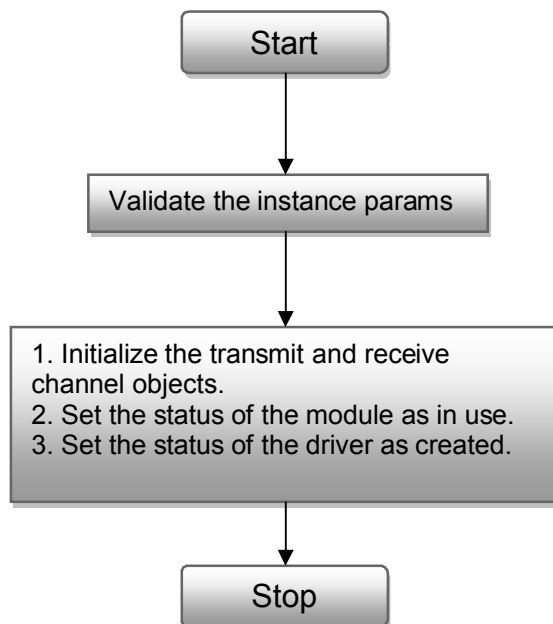 Start
Validate the instance params
1. Initialize the transmit and receive
channel objects.
2. Set the status of the module as in use.
3. Set the status of the driver as created.
Stop